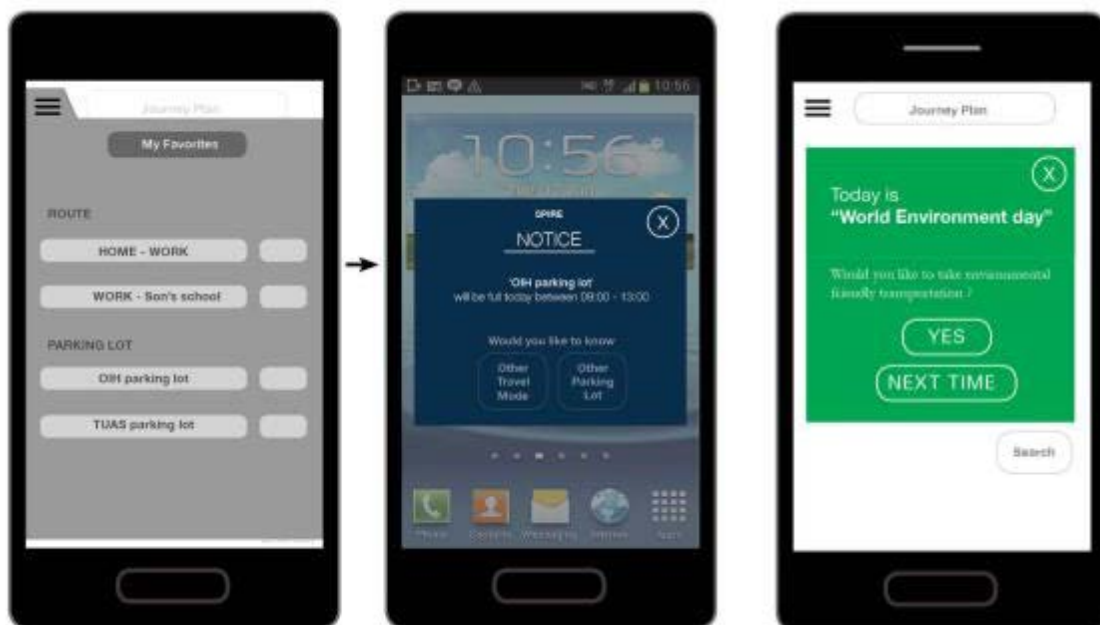 Journey Plan
My Favorites
ROUTE
HOME - WORK
WORK - Son's school
PARKING LOT
OIH parking lot
TUAS parking lot
10:56
10:56
SPIRE
X
NOTICE
'OIH parking lot'
will be full today between 09:00 - 13:00
Would you like to know
Other
Travel
Mode
Other
Parking
Lot
Phone
Contacts
Messaging
Internet
Apps
Journey Plan
X
Today is
“World Environment day”
Would you like to take environmental
friendly transportation ?
YES
NEXT TIME
Search